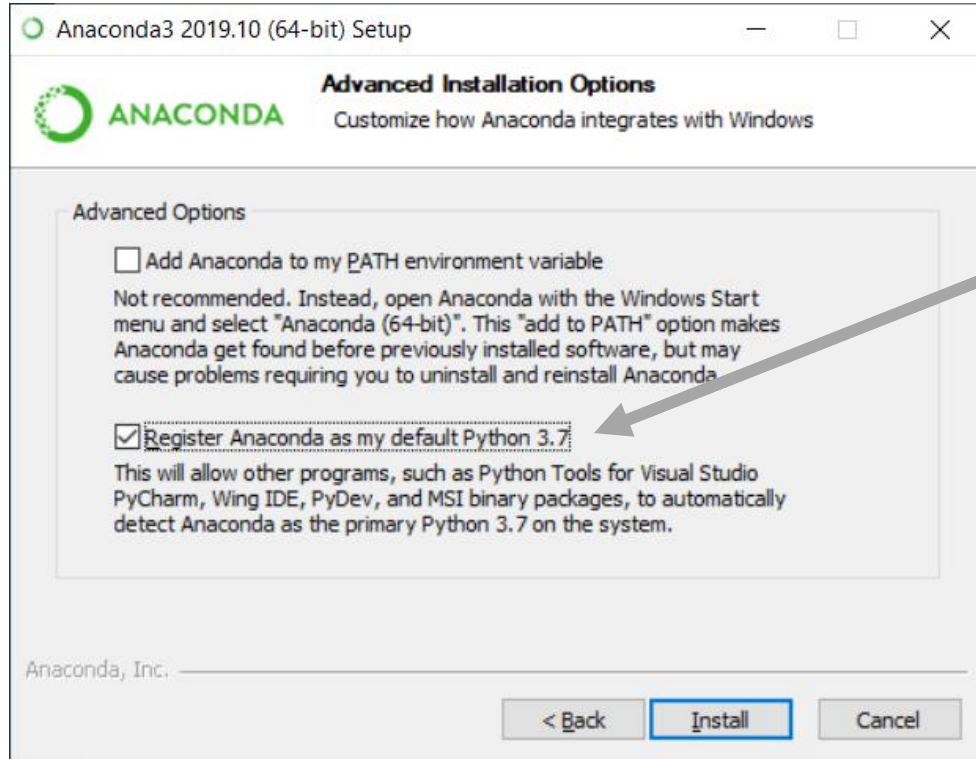 Anaconda3 2019.10 (64-bit) Setup
ANACONDA
Advanced Installation Options
Customize how Anaconda integrates with Windows
Advanced Options
Add Anaconda to my PATH environment variable
Not recommended. Instead, open Anaconda with the Windows Start
menu and select "Anaconda (64-bit)". This "add to PATH" option makes
Anaconda get found before previously installed software, but may
cause problems requiring you to uninstall and reinstall Anaconda.
Register Anaconda as my default Python 3.7
This will allow other programs, such as Python Tools for Visual Studio
PyCharm, Wing IDE, PyDev, and MSI binary packages, to automatically
detect Anaconda as the primary Python 3.7 on the system.
Anaconda, Inc.
< Back
Install
Cancel